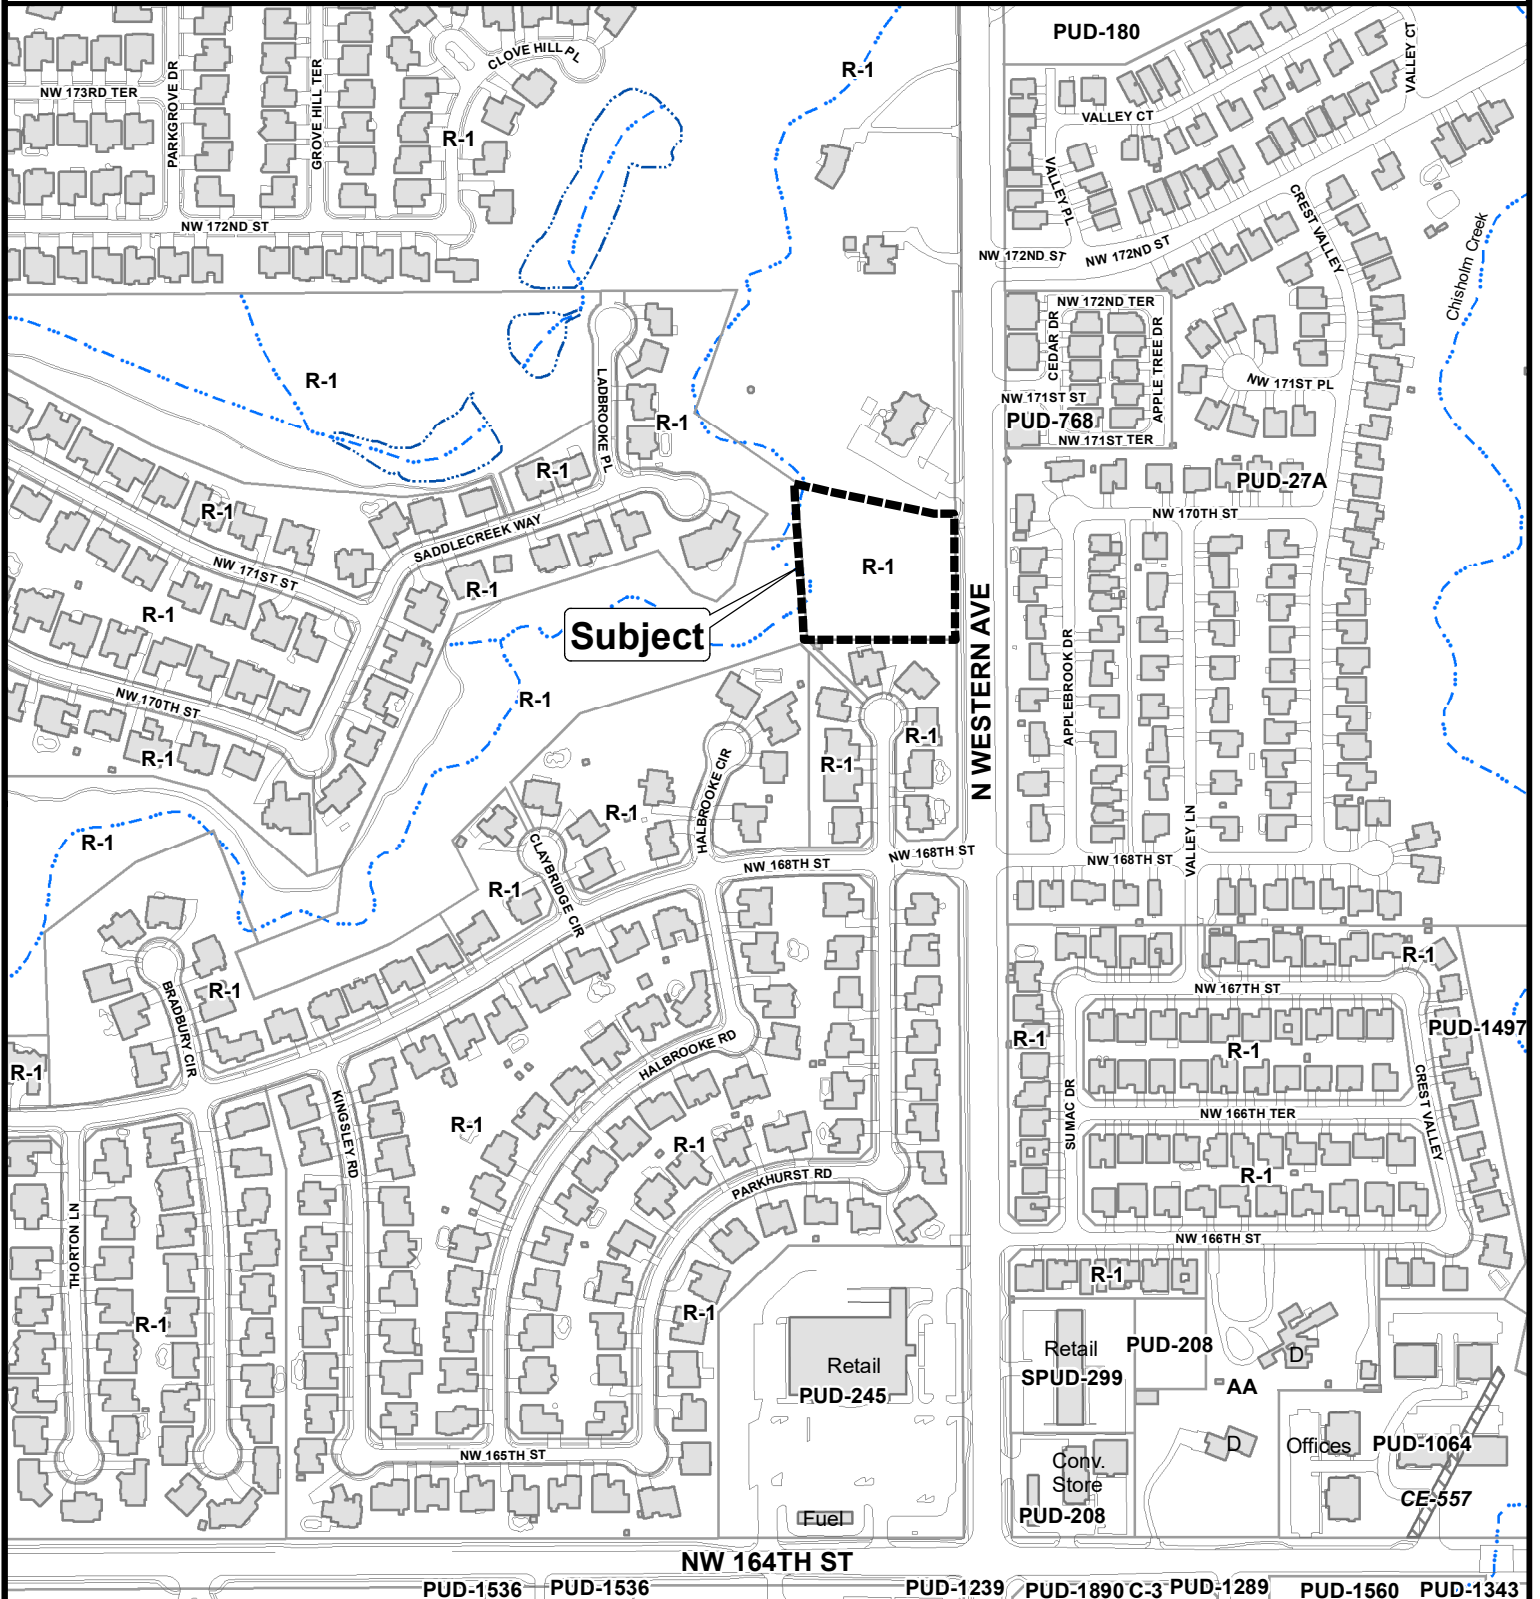 PUD-180
CLOVE HILL PL
R-1
VALLEY CT
NW 173RD TER
PARKGROVE DR
GROVE HILL TER
VALLEY CT
R-1
VALLEY PL
CREST VALLEY
Chisholm Creek
NW 172ND ST
NW 172ND ST
NW 172ND ST
NW 172ND TER
CEDAR DR
APPLE TREE DR
R-1
LADBROOKE PL
NW 171ST PL
NW 171ST ST
R-1
PUD-768
NW 171ST TER
R-1
PUD-27A
R-1
NW 170TH ST
SADDLECREEK WAY
R-1
NW 171ST ST
R-1
R-1
Subject
N WESTERN AVE
APPLEBROOK DR
NW 170TH ST
R-1
R-1
R-1
R-1
HALBROOKE CIR
R-1
R-1
VALLEY LN
CLAYBRIDGE CIR
NW 168TH ST
NW 168TH ST
NW 168TH ST
R-1
R-1
BRADBURY CIR
R-1
NW 167TH ST
PUD-1497
R-1
HALBROOKE RD
R-1
R-1
KINGSLEY RD
SUMAC DR
CREST VALLEY
NW 166TH TER
R-1
R-1
PARKHURST RD
R-1
THORTON LN
NW 166TH ST
R-1
R-1
R-1
Retail
PUD-208
D
Retail
SPUD-299
AA
PUD-245
D
Offices
PUD-1064
NW 165TH ST
Conv.
Store
CE-557
PUD-208
Fuel
NW 164TH ST
PUD-1536
PUD-1536
PUD-1239
PUD-1890
C-3
PUD-1289
PUD-1560
PUD-1343